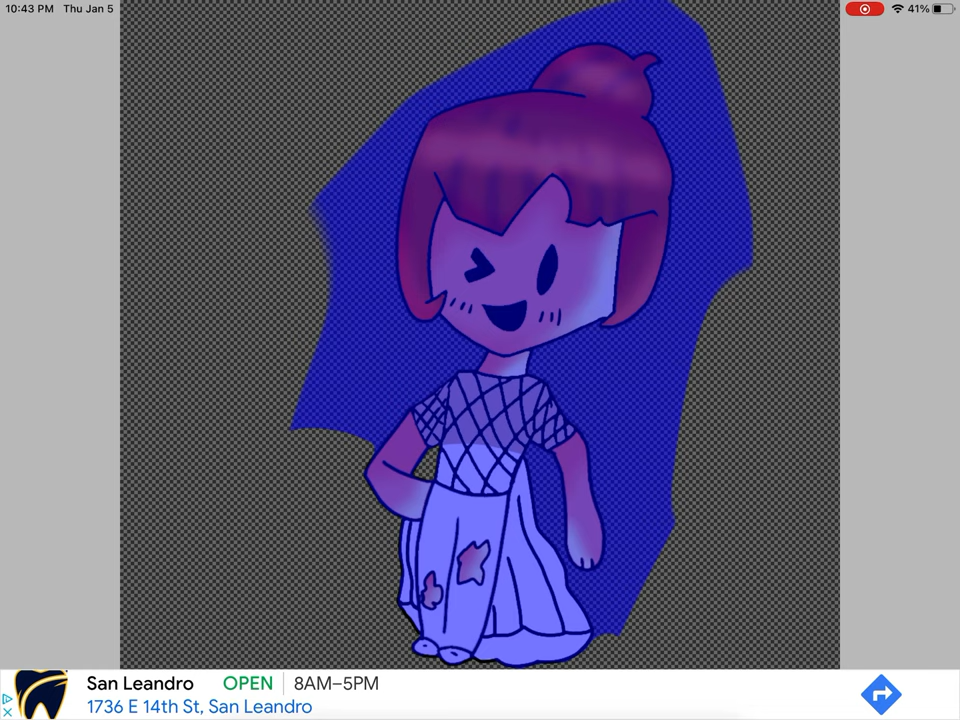 10:43 PM Thu Jan 5
41%
San Leandro OPEN 8AM–5PM
1736 E 14th St, San Leandro